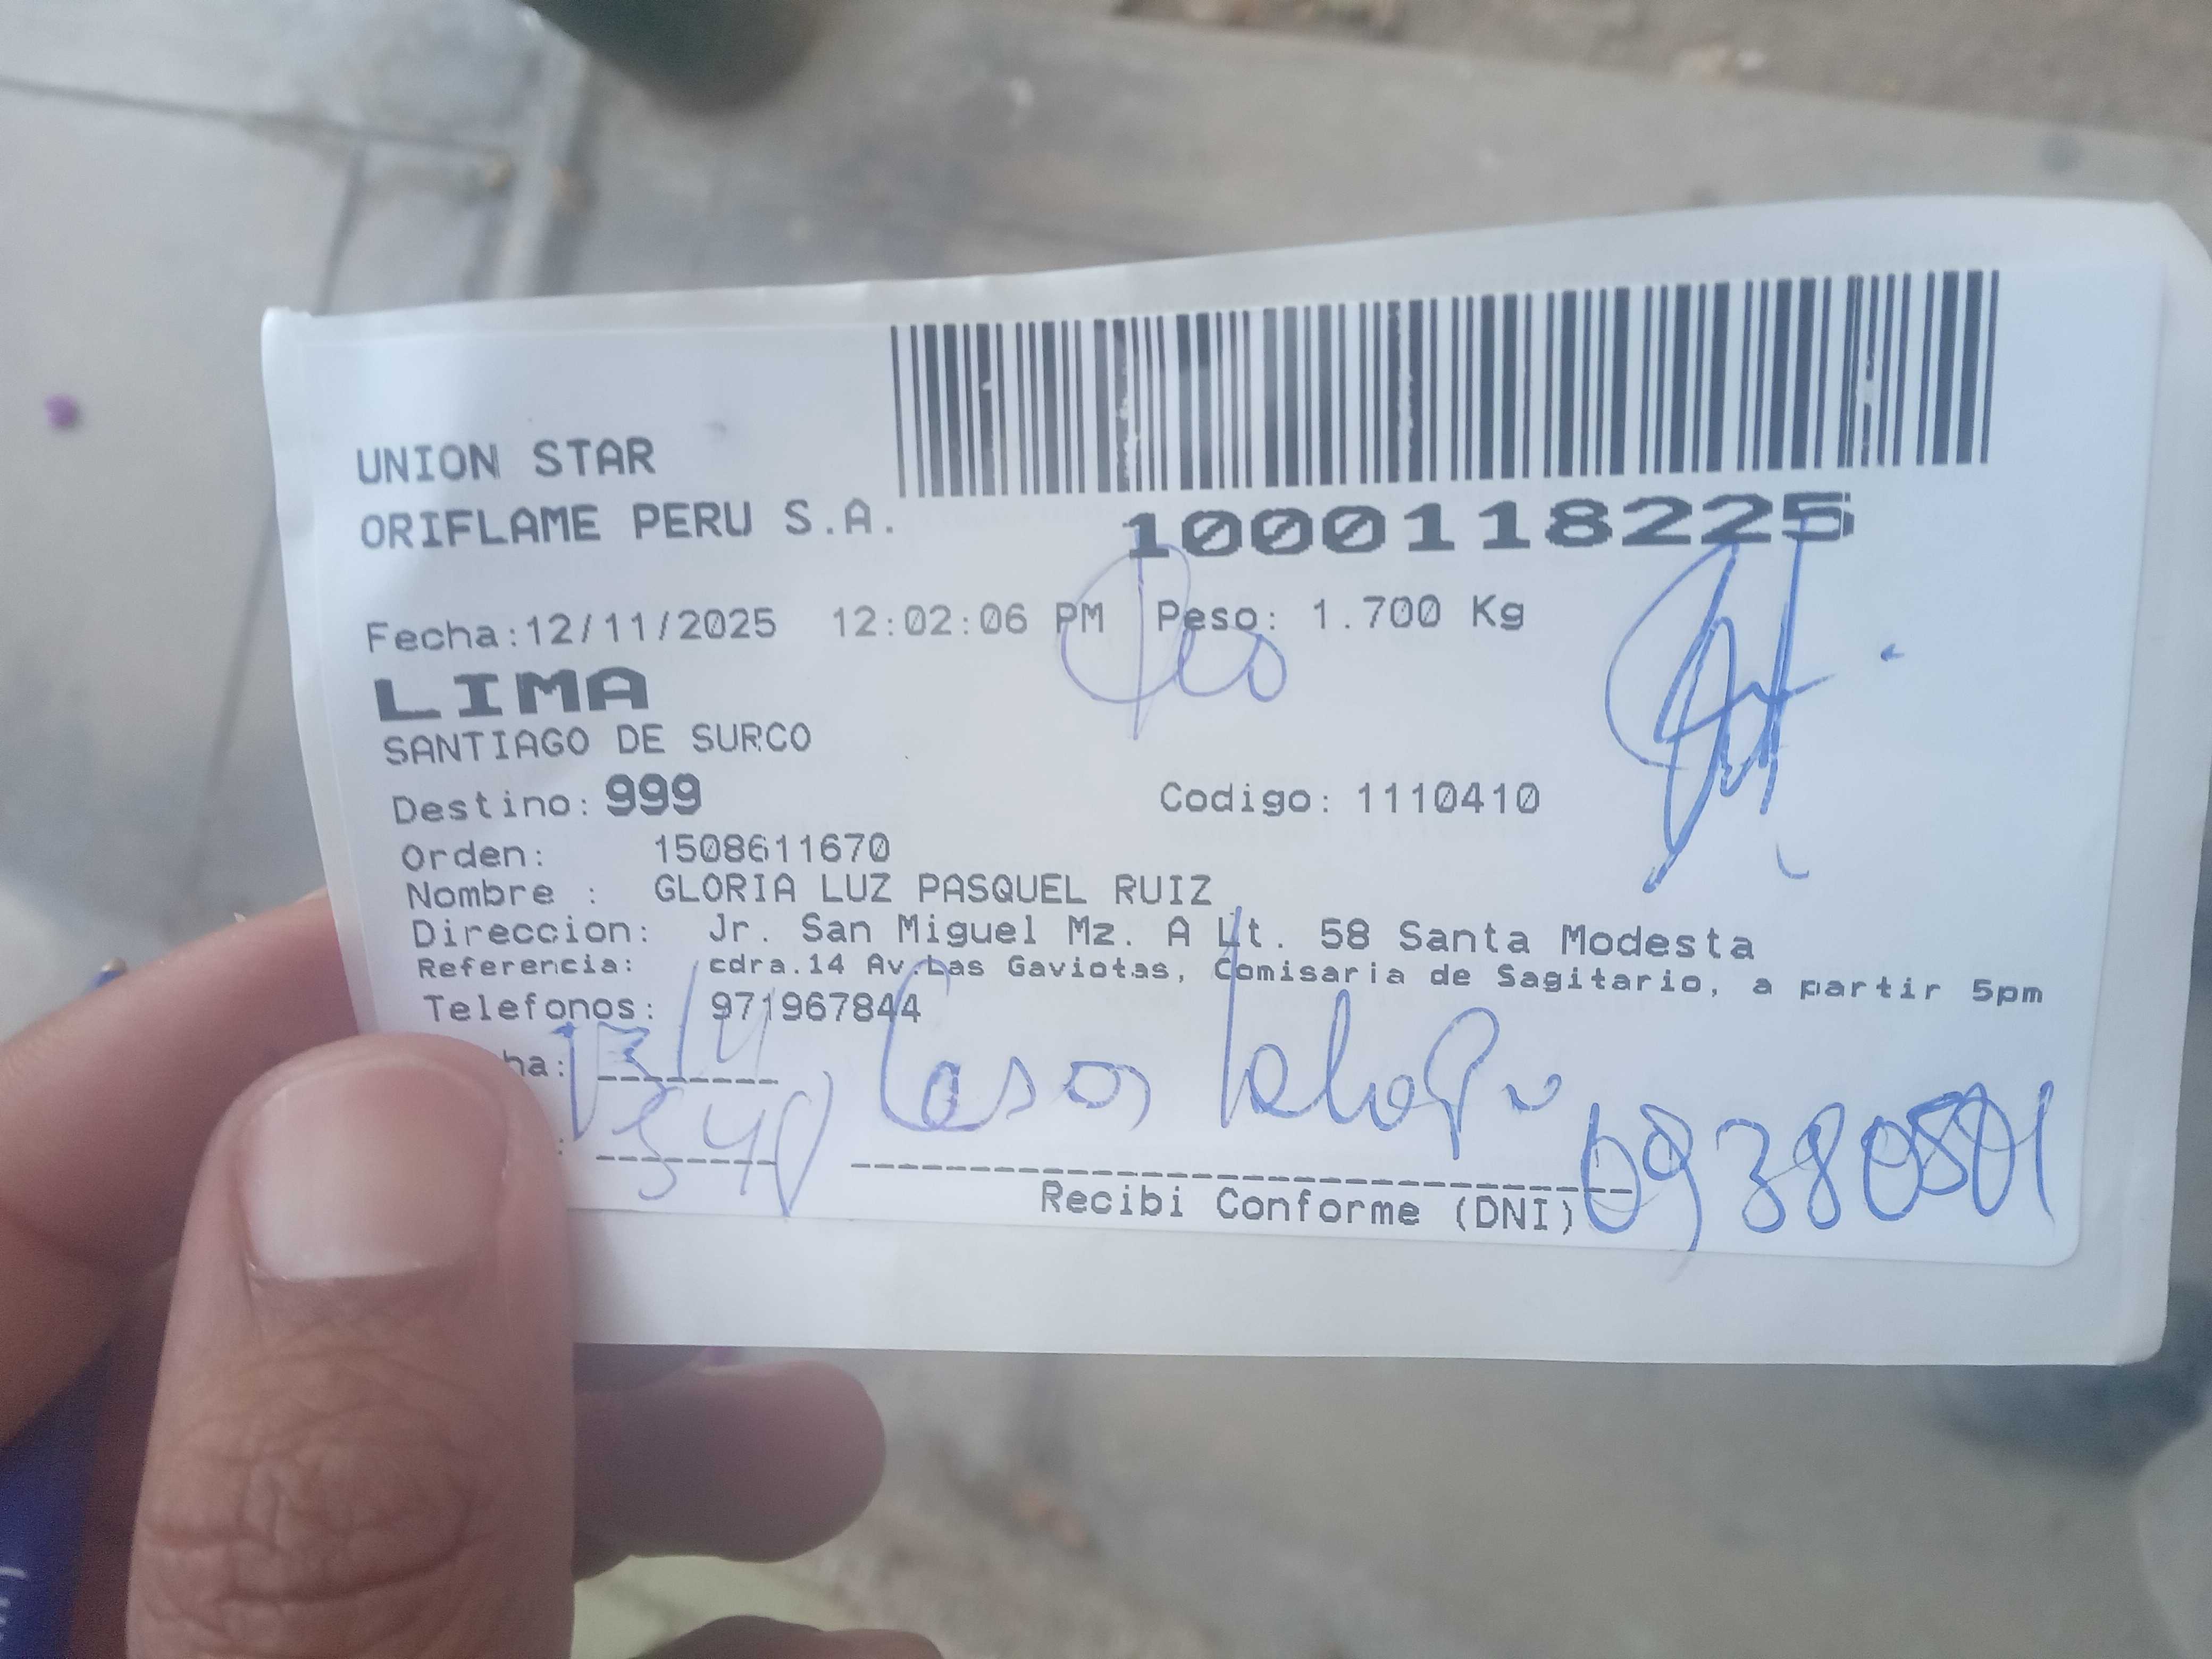 UNION STAR
ORIFLAME PERU S.A.
1000118225
Fecha:12/11/2025 12:02:06 PM Peso: 1.700 Kg
LIMA
SANTIAGO DE SURCO
Destino: 999 Codigo: 1110410
Orden: 1508611670
Nombre : GLORIA LUZ PASQUEL RUIZ
Direccion: Jr. San Miguel Mz. A Lt. 58 Santa Modesta
Referencia: cdra.14 Av.Las Gaviotas, Comisaria de Sagitario, a partir 5pm
Telefonos: 971967844
ha: 13/11
: 340
Recibi Conforme (DNI)